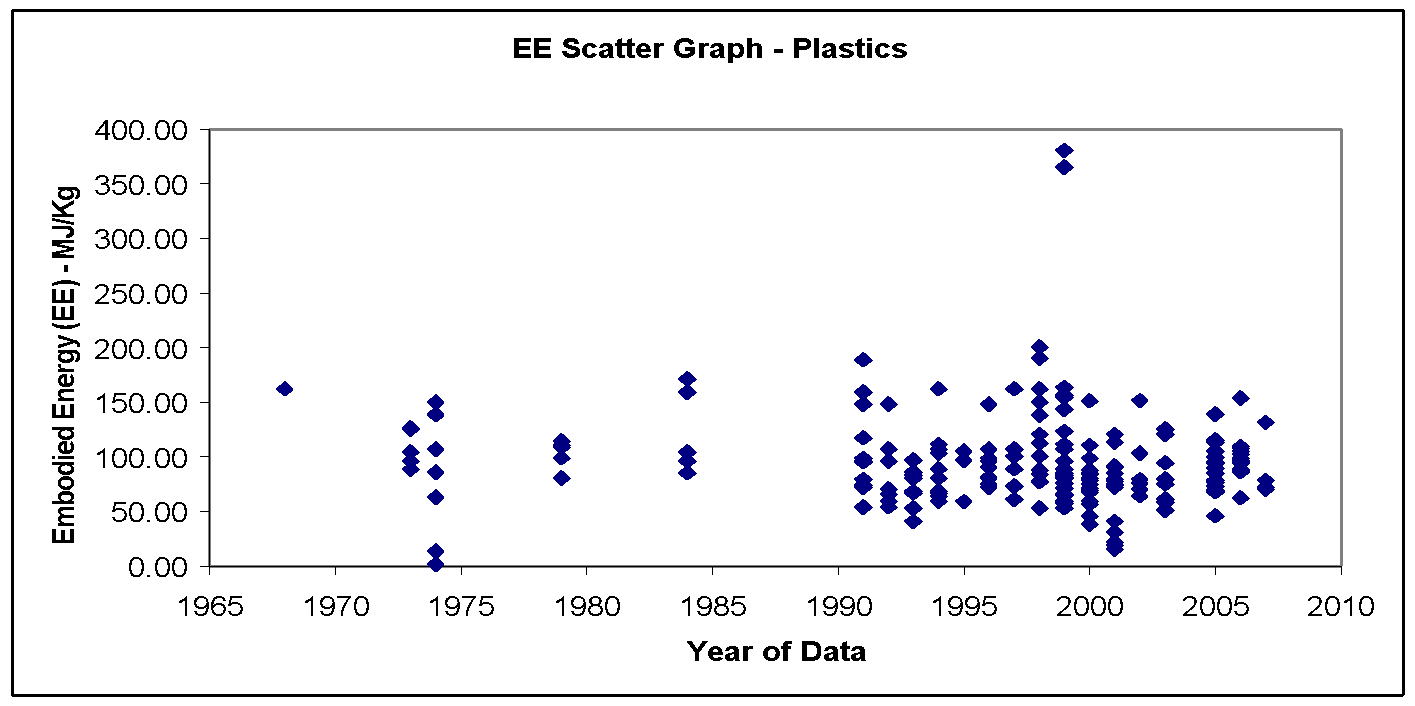 EE Scatter Graph - Plastics
Embodied Energy (EE) - MJ/Kg
400.00
350.00
300.00
250.00
200.00
150.00
100.00
50.00
0.00
1965 1970 1975 1980 1985 1990 1995 2000 2005 2010
Year of Data